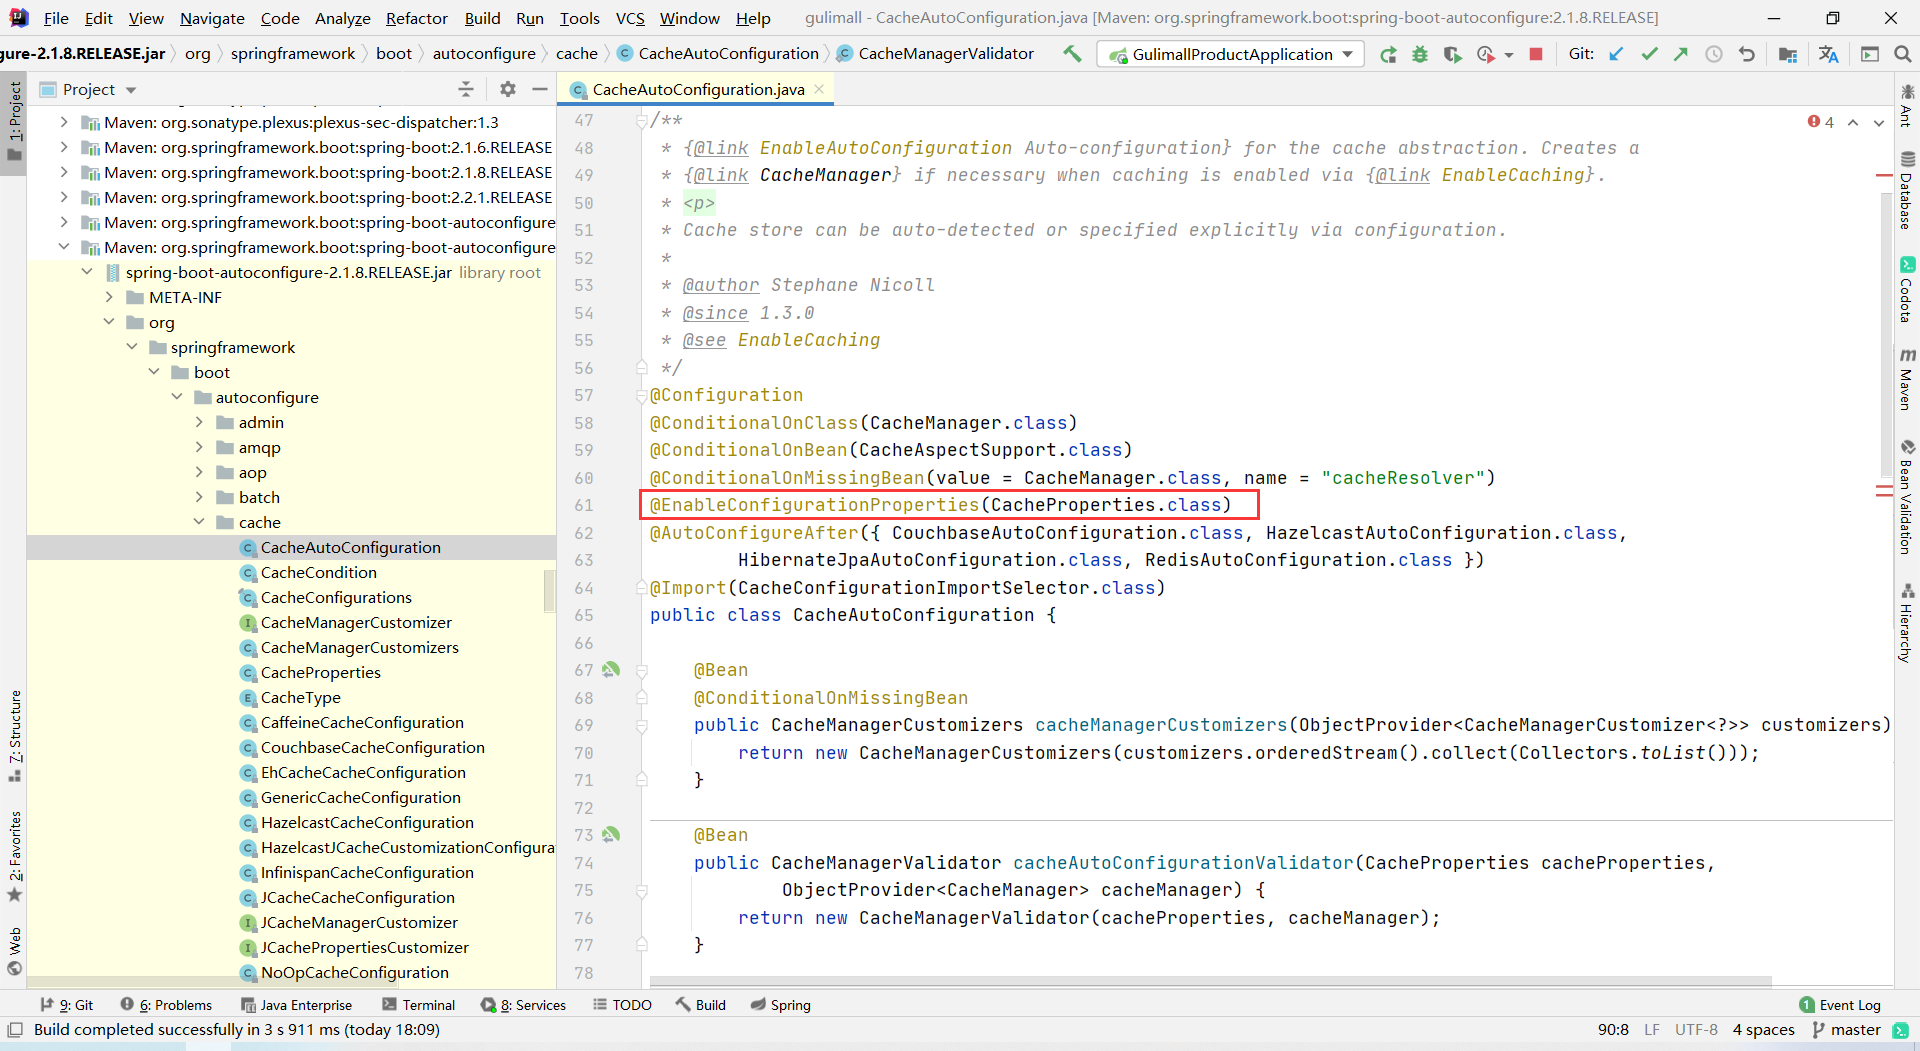 File Edit View Navigate Code Analyze Refactor Build Run Tools VCS Window Help gulimall - CacheAutoConfiguration.java [Maven: org.springframework.boot:spring-boot-autoconfigure:2.1.8.RELEASE]
gure-2.1.8.RELEASE.jar org springframework boot autoconfigure cache CacheAutoConfiguration CacheManagerValidator GulimallProductApplication Git:
Project
CacheAutoConfiguration.java
1: Project
7: Structure
2: Favorites
Web
Maven: org.sonatype.plexus:plexus-sec-dispatcher:1.3
Maven: org.springframework.boot:spring-boot:2.1.6.RELEASE
Maven: org.springframework.boot:spring-boot:2.1.8.RELEASE
Maven: org.springframework.boot:spring-boot:2.2.1.RELEASE
Maven: org.springframework.boot:spring-boot-autoconfigure
Maven: org.springframework.boot:spring-boot-autoconfigure
spring-boot-autoconfigure-2.1.8.RELEASE.jar library root
META-INF
org
springframework
boot
autoconfigure
admin
amqp
aop
batch
cache
CacheAutoConfiguration
CacheCondition
CacheConfigurations
CacheManagerCustomizer
CacheManagerCustomizers
CacheProperties
CacheType
CaffeineCacheConfiguration
CouchbaseCacheConfiguration
EhCacheCacheConfiguration
GenericCacheConfiguration
HazelcastCacheConfiguration
HazelcastJCacheCustomizationConfigura
InfinispanCacheConfiguration
JCacheCacheConfiguration
JCacheManagerCustomizer
JCachePropertiesCustomizer
NoOpCacheConfiguration
4
47 /**
48 * {@link EnableAutoConfiguration Auto-configuration} for the cache abstraction. Creates a
49 * {@link CacheManager} if necessary when caching is enabled via {@link EnableCaching}.
50 * <p>
51 * Cache store can be auto-detected or specified explicitly via configuration.
52 *
53 * @author Stephane Nicoll
54 * @since 1.3.0
55 * @see EnableCaching
56 */
57 @Configuration
58 @ConditionalOnClass(CacheManager.class)
59 @ConditionalOnBean(CacheAspectSupport.class)
60 @ConditionalOnMissingBean(value = CacheManager.class, name = "cacheResolver")
61 @EnableConfigurationProperties(CacheProperties.class)
62 @AutoConfigureAfter({ CouchbaseAutoConfiguration.class, HazelcastAutoConfiguration.class,
63 HibernateJpaAutoConfiguration.class, RedisAutoConfiguration.class })
64 @Import(CacheConfigurationImportSelector.class)
65 public class CacheAutoConfiguration {
66
67 @Bean
68 @ConditionalOnMissingBean
69 public CacheManagerCustomizers cacheManagerCustomizers(ObjectProvider<CacheManagerCustomizer<?>> customizers)
70 return new CacheManagerCustomizers(customizers.orderedStream().collect(Collectors.toList()));
71 }
72
73 @Bean
74 public CacheManagerValidator cacheAutoConfigurationValidator(CacheProperties cacheProperties,
75 ObjectProvider<CacheManager> cacheManager) {
76 return new CacheManagerValidator(cacheProperties, cacheManager);
77 }
78
Ant
Database
Codota
Maven
Bean Validation
Hierarchy
9: Git 6: Problems Java Enterprise Terminal 8: Services TODO Build Spring 1 Event Log
Build completed successfully in 3 s 911 ms (today 18:09) 90:8 LF UTF-8 4 spaces master